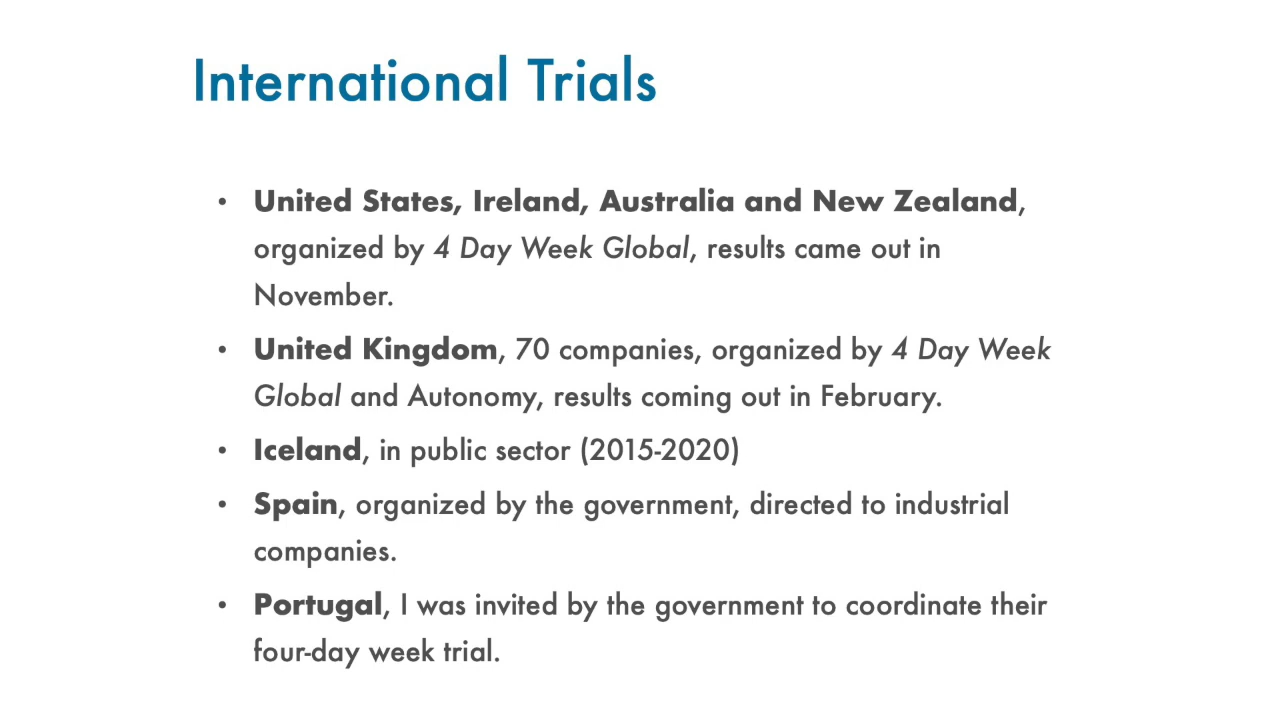 International Trials
• United States, Ireland, Australia and New Zealand,
organized by 4 Day Week Global, results came out in
November.
• United Kingdom, 70 companies, organized by 4 Day Week
Global and Autonomy, results coming out in February.
• Iceland, in public sector (2015-2020)
• Spain, organized by the government, directed to industrial
companies.
• Portugal, I was invited by the government to coordinate their
four-day week trial.